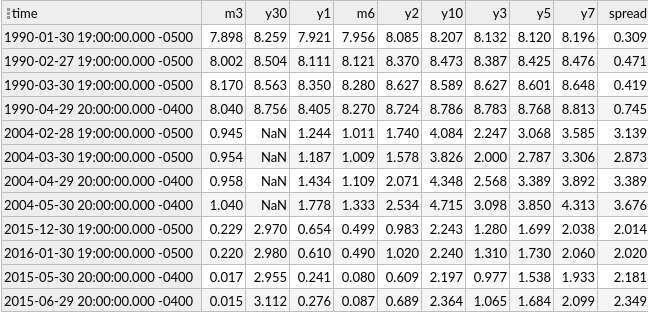 time m3 y30 y1 m6 y2 y10 y3 y5 y7 spread
1990-01-30 19:00:00.000 -0500 7.898 8.259 7.921 7.956 8.085 8.207 8.132 8.120 8.196 0.309
1990-02-27 19:00:00.000 -0500 8.002 8.504 8.111 8.121 8.370 8.473 8.387 8.425 8.476 0.471
1990-03-30 19:00:00.000 -0500 8.170 8.563 8.350 8.280 8.627 8.589 8.627 8.601 8.648 0.419
1990-04-29 20:00:00.000 -0400 8.040 8.756 8.405 8.270 8.724 8.786 8.783 8.768 8.813 0.745
2004-02-28 19:00:00.000 -0500 0.945 NaN 1.244 1.011 1.740 4.084 2.247 3.068 3.585 3.139
2004-03-30 19:00:00.000 -0500 0.954 NaN 1.187 1.009 1.578 3.826 2.000 2.787 3.306 2.873
2004-04-29 20:00:00.000 -0400 0.958 NaN 1.434 1.109 2.071 4.348 2.568 3.389 3.892 3.389
2004-05-30 20:00:00.000 -0400 1.040 NaN 1.778 1.333 2.534 4.715 3.098 3.850 4.313 3.676
2015-12-30 19:00:00.000 -0500 0.229 2.970 0.654 0.499 0.983 2.243 1.280 1.699 2.038 2.014
2016-01-30 19:00:00.000 -0500 0.220 2.980 0.610 0.490 1.020 2.240 1.310 1.730 2.060 2.020
2015-05-30 20:00:00.000 -0400 0.017 2.955 0.241 0.080 0.609 2.197 0.977 1.538 1.933 2.181
2015-06-29 20:00:00.000 -0400 0.015 3.112 0.276 0.087 0.689 2.364 1.065 1.684 2.099 2.349